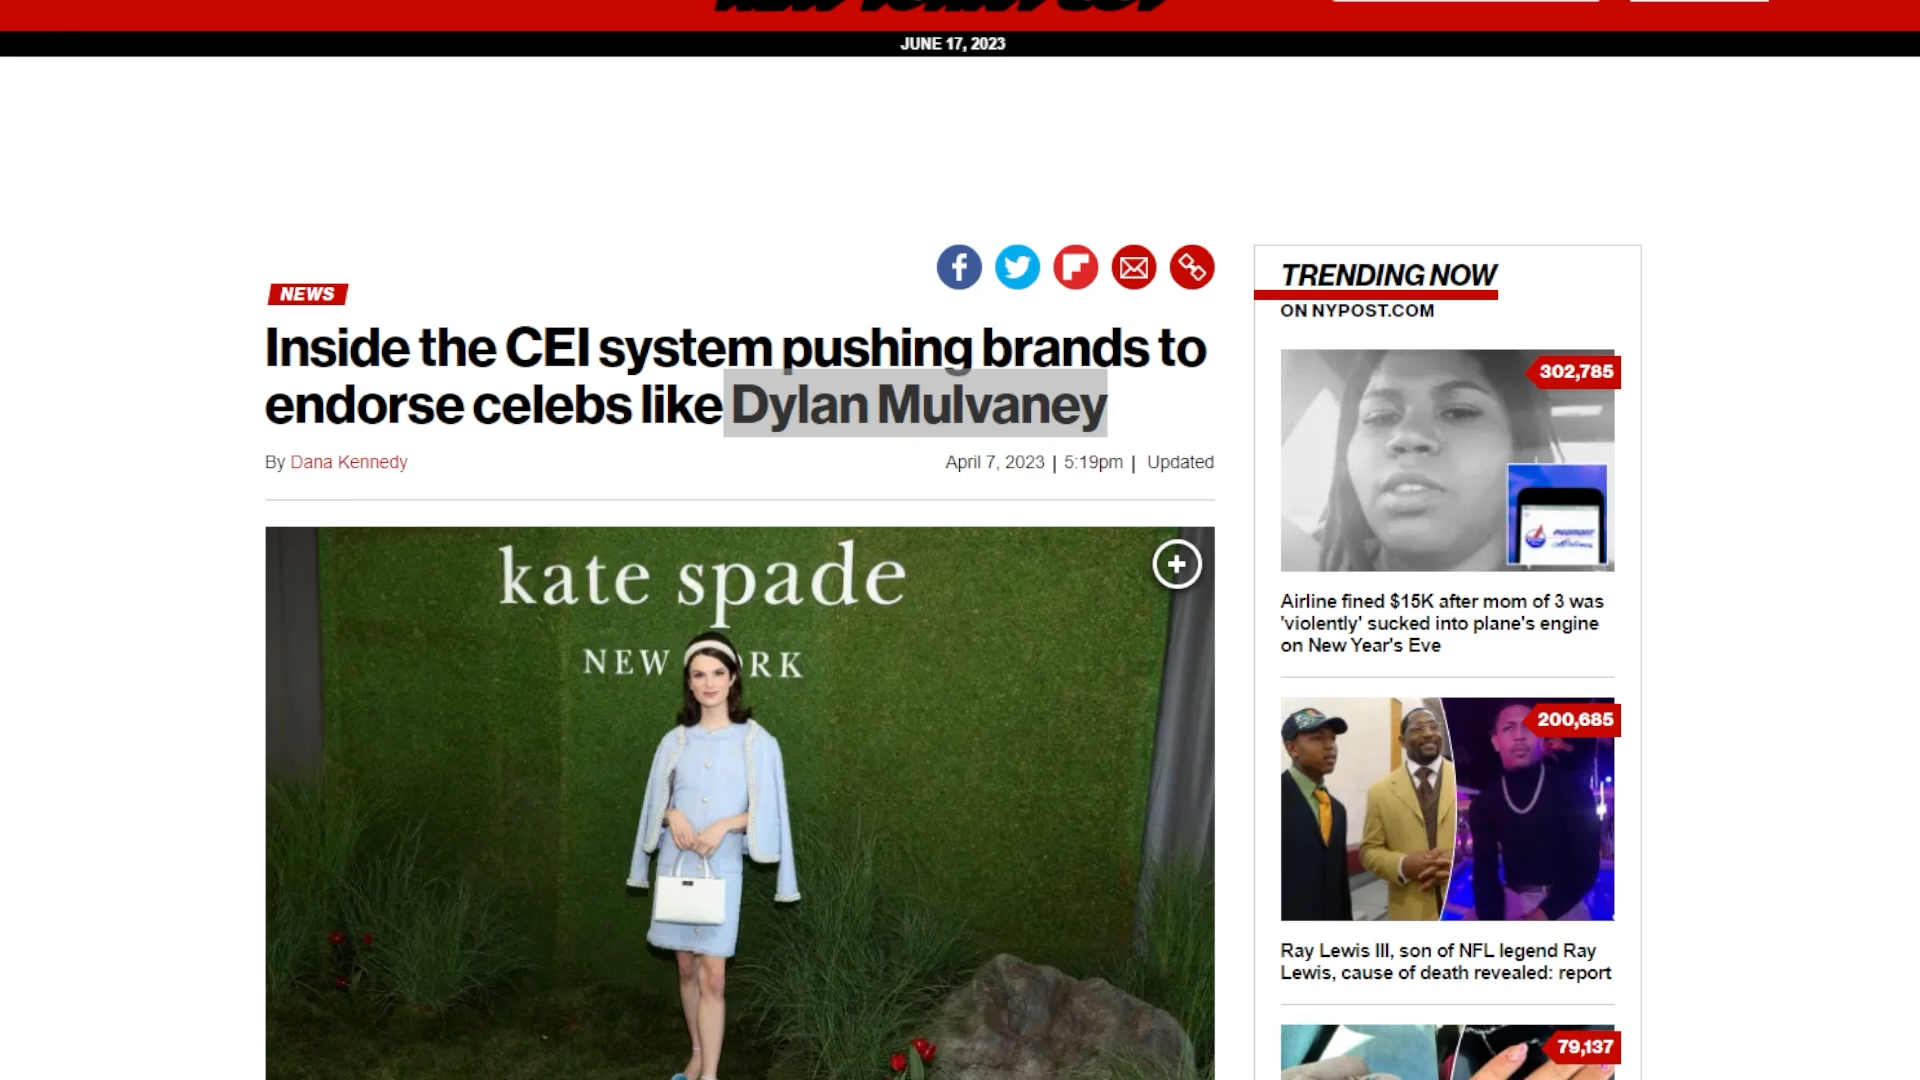 NEW YORK POST
JUNE 17, 2023
NEWS
Inside the CEI system pushing brands to
endorse celebs like Dylan Mulvaney
By Dana Kennedy
April 7, 2023 | 5:19pm | Updated
kate spade
NEW RK
TRENDING NOW
ON NYPOST.COM
302,785
Airline fined $15K after mom of 3 was
'violently' sucked into plane's engine
on New Year's Eve
200,685
Ray Lewis III, son of NFL legend Ray
Lewis, cause of death revealed: report
79,137